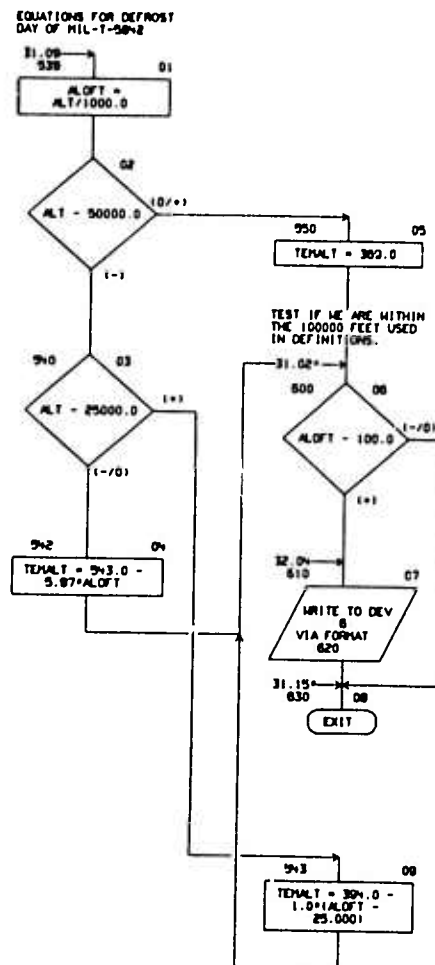 EQUATIONS FOR DEFROST
DAY OF MIL-T-5842
31.09
539
01
ALOFT =
ALT/1000.0
02
ALT - 50000.0
(0/+)
(-)
550
05
TEMALT = 369.0
TEST IF WE ARE WITHIN
THE 100000 FEET USED
IN DEFINITIONS.
31.02*
540
03
ALT - 25000.0
(+)
(-/0)
600
06
ALOFT - 100.0
(-/0)
(+)
542
04
TEMALT = 543.0 -
5.87*ALOFT
32.04
610
07
WRITE TO DEV
6
VIA FORMAT
620
31.15*
630
08
EXIT
543
09
TEMALT = 394.0 -
1.0*(ALOFT -
25.000)